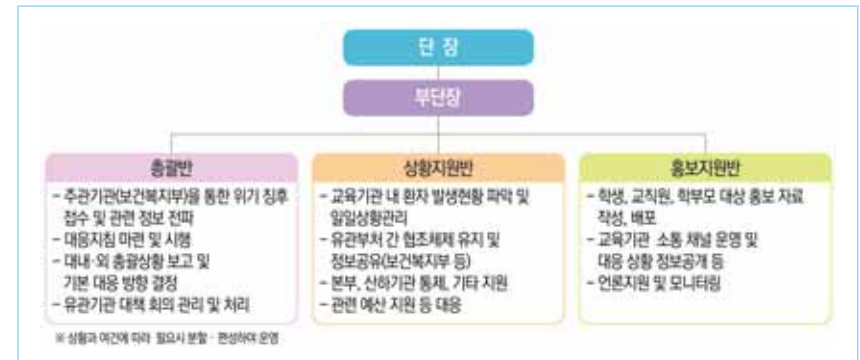 단 장
부단장
총괄반
- 주관기관(보건복지부)을 통한 위기 징후
접수 및 관련 정보 전파
- 대응지침 마련 및 시행
- 대내·외 총괄상황 보고 및
기본 대응 방향 결정
- 유관기관 대책 회의 관리 및 처리
상황지원반
- 교육기관 내 환자 발생현황 파악 및
일일상황관리
- 유관부처 간 협조체제 유지 및
정보공유(보건복지부 등)
- 본부, 산하기관 통제, 기타 지원
- 관련 예산 지원 등 대응
홍보지원반
- 학생, 교직원, 학부모 대상 홍보 자료
작성, 배포
- 교육기관 소통 채널 운영 및
대응 상황 정보공개 등
- 언론지원 및 모니터링
※ 상황과 여건에 따라 필요시 분할·편성하여 운영